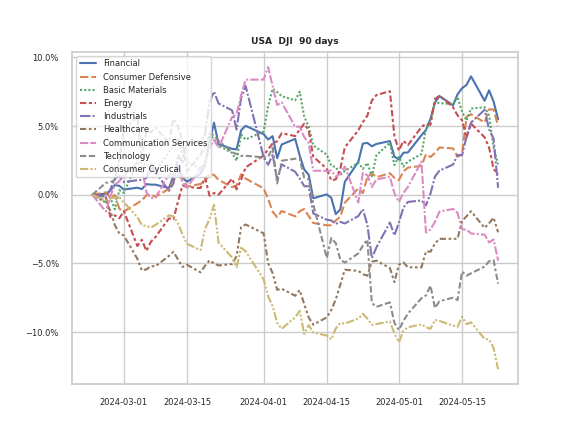 USA DJI 90 days
10.0%
5.0%
0.0%
−5.0%
−10.0%
Financial
Consumer Defensive
Basic Materials
Energy
Industrials
Healthcare
Communication Services
Technology
Consumer Cyclical
2024-03-01 2024-03-15 2024-04-01 2024-04-15 2024-05-01 2024-05-15